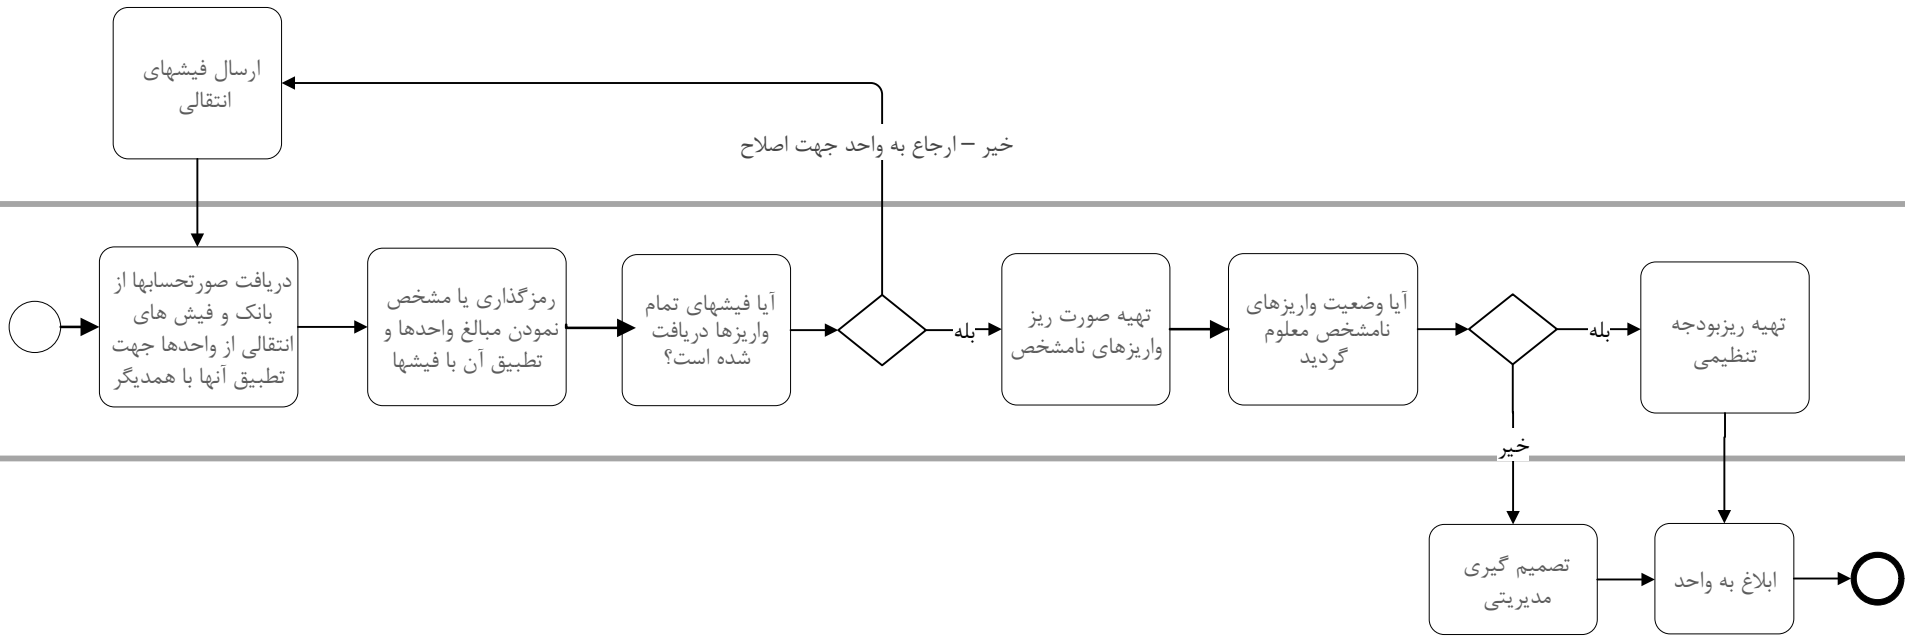 ارسال فیشهای
انتقالی
خیر – ارجاع به واحد جهت اصلاح
دریافت صورتحسابها از
بانک و فیش های
انتقالی از واحدها جهت
تطبیق آنها با همدیگر
رمزگذاری یا مشخص
نمودن مبالغ واحدها و
تطبیق آن با فیشها
آیا فیشهای تمام
واریزها دریافت
شده است؟
بله
تهیه صورت ریز
واریزهای نامشخص
آیا وضعیت واریزهای
نامشخص معلوم
گردید
بله
تهیه ریزبودجه
تنظیمی
خیر
تصمیم گیری
مدیریتی
ابلاغ به واحد